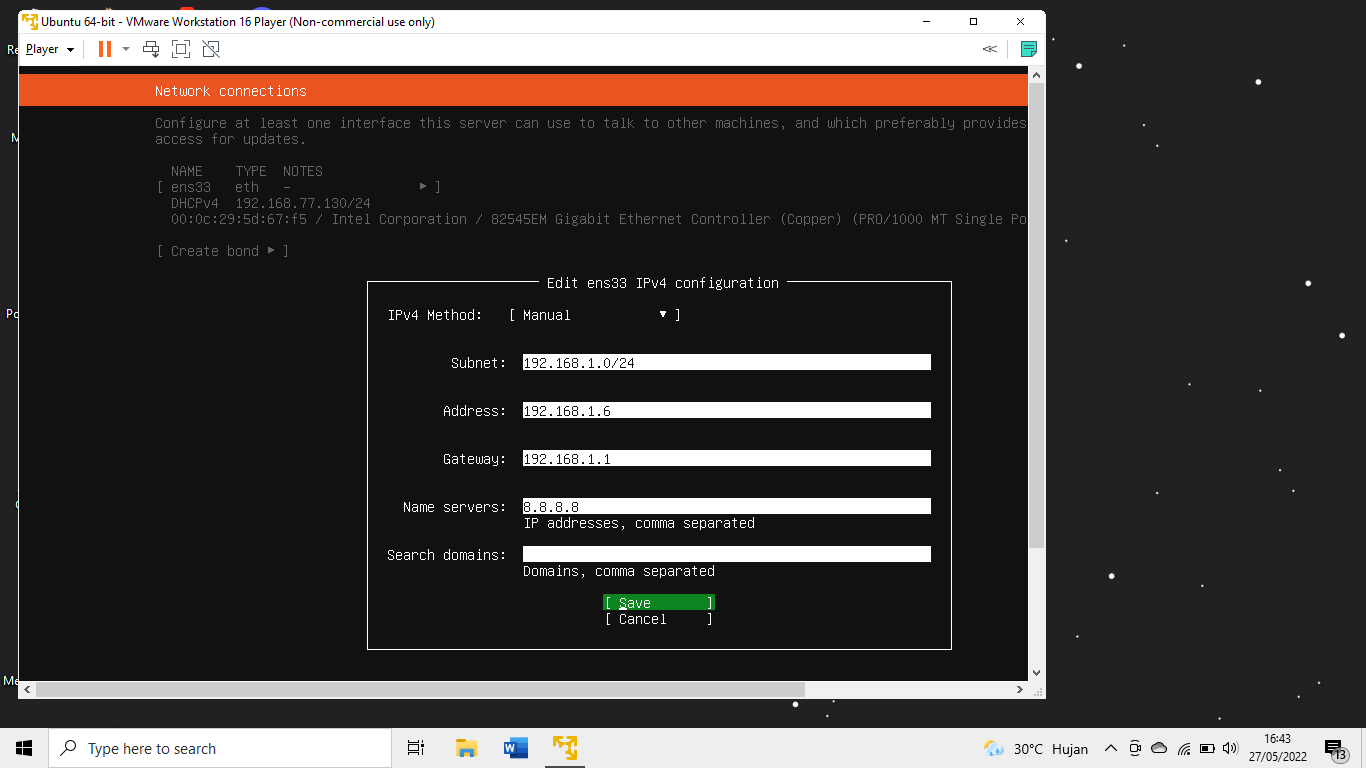 Ubuntu 64-bit - VMware Workstation 16 Player (Non-commercial use only)
Player
Network connections
Configure at least one interface this server can use to talk to other machines, and which preferably provides
access for updates.
NAME TYPE NOTES
[ ens33 eth – ▸ ]
DHCPv4 192.168.77.130/24
00:0c:29:5d:67:f5 / Intel Corporation / 82545EM Gigabit Ethernet Controller (Copper) (PRO/1000 MT Single Po
[ Create bond ▸ ]
Edit ens33 IPv4 configuration
IPv4 Method: [ Manual ▾ ]
Subnet: 192.168.1.0/24
Address: 192.168.1.6
Gateway: 192.168.1.1
Name servers: 8.8.8.8
IP addresses, comma separated
Search domains:
Domains, comma separated
[ Save ]
[ Cancel ]
Type here to search
30°C Hujan
16:43
27/05/2022
13